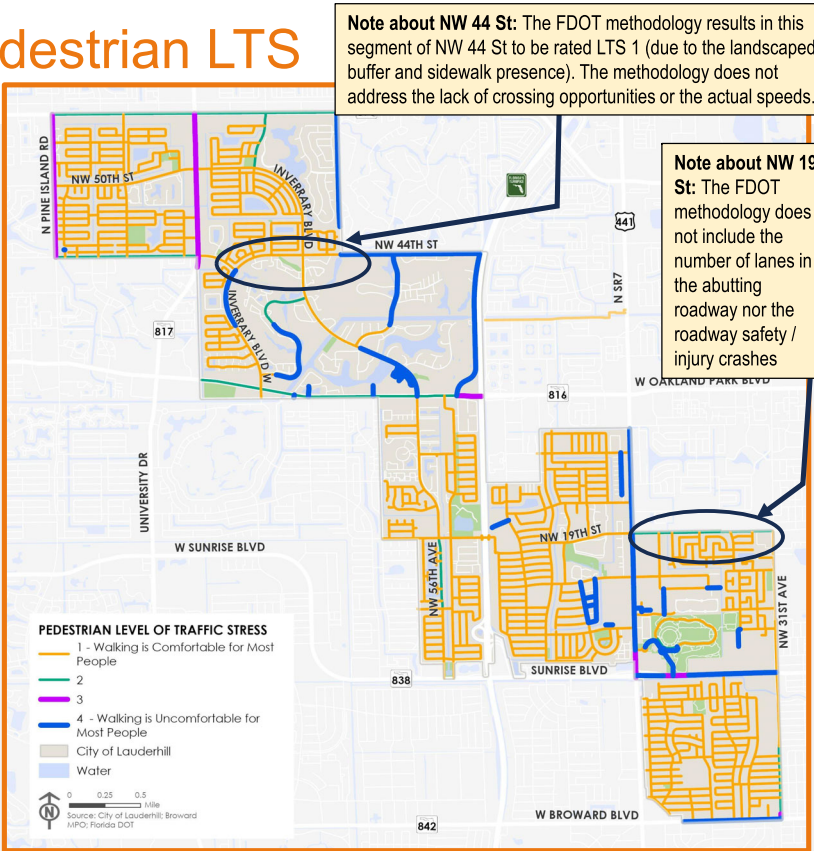 destrian LTS
Note about NW 44 St: The FDOT methodology results in this
segment of NW 44 St to be rated LTS 1 (due to the landscaped
buffer and sidewalk presence). The methodology does not
address the lack of crossing opportunities or the actual speeds.
Note about NW 19
St: The FDOT
methodology does
not include the
number of lanes in
the abutting
roadway nor the
roadway safety /
injury crashes
N PINE ISLAND RD
NW 50TH ST
INVERRARY BLVD
NW 44TH ST
441
N SR7
817
INVERRARY BLVD W
W OAKLAND PARK BLVD
816
UNIVERSITY DR
NW 19TH ST
W SUNRISE BLVD
NW 56TH AVE
NW 31ST AVE
SUNRISE BLVD
838
PEDESTRIAN LEVEL OF TRAFFIC STRESS
1 - Walking is Comfortable for Most
People
2
3
4 - Walking is Uncomfortable for
Most People
City of Lauderhill
Water
N
0 0.25 0.5
Mile
Source: City of Lauderhill; Broward
MPO; Florida DOT
W BROWARD BLVD
842